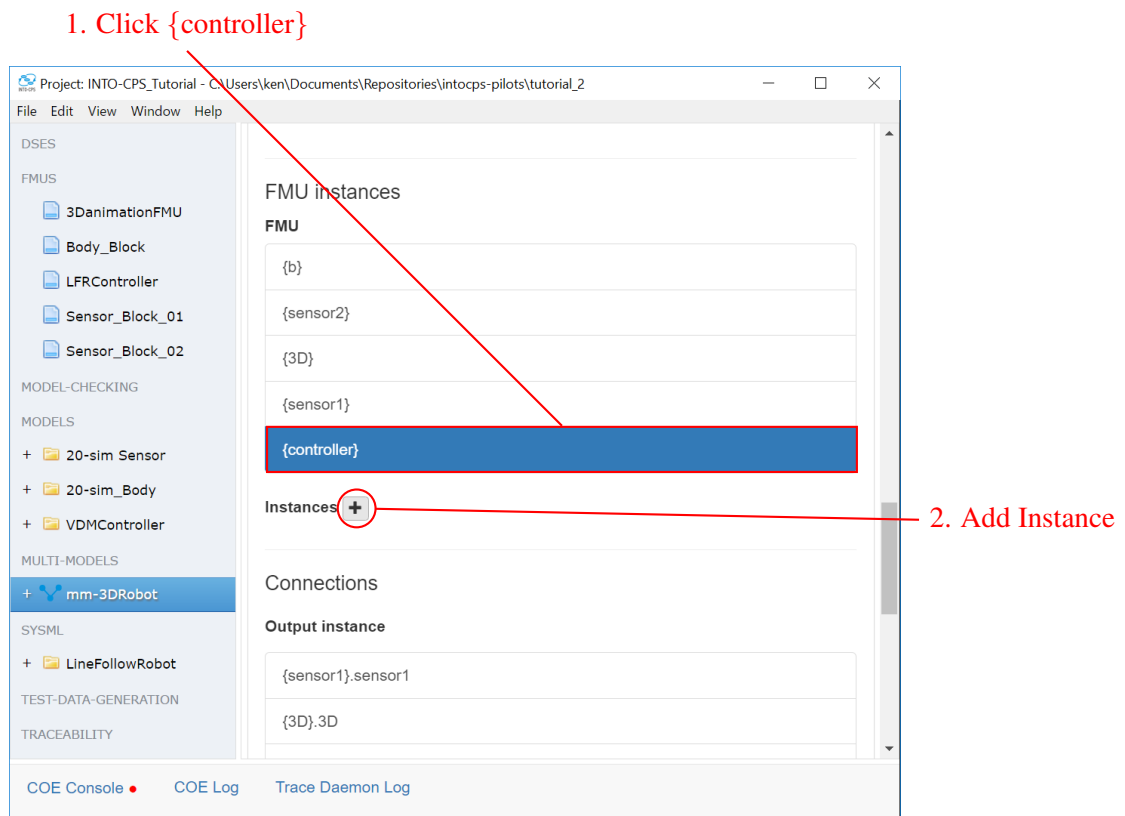 1. Click {controller}
Project: INTO-CPS_Tutorial - C:\Users\ken\Documents\Repositories\intocps-pilots\tutorial_2
File Edit View Window Help
DSES
FMUS
3DanimationFMU
Body_Block
LFRController
Sensor_Block_01
Sensor_Block_02
MODEL-CHECKING
MODELS
+ 20-sim Sensor
+ 20-sim_Body
+ VDMController
MULTI-MODELS
+ mm-3DRobot
SYSML
+ LineFollowRobot
TEST-DATA-GENERATION
TRACEABILITY
FMU instances
FMU
{b}
{sensor2}
{3D}
{sensor1}
{controller}
Instances +
2. Add Instance
Connections
Output instance
{sensor1}.sensor1
{3D}.3D
COE Console COE Log Trace Daemon Log